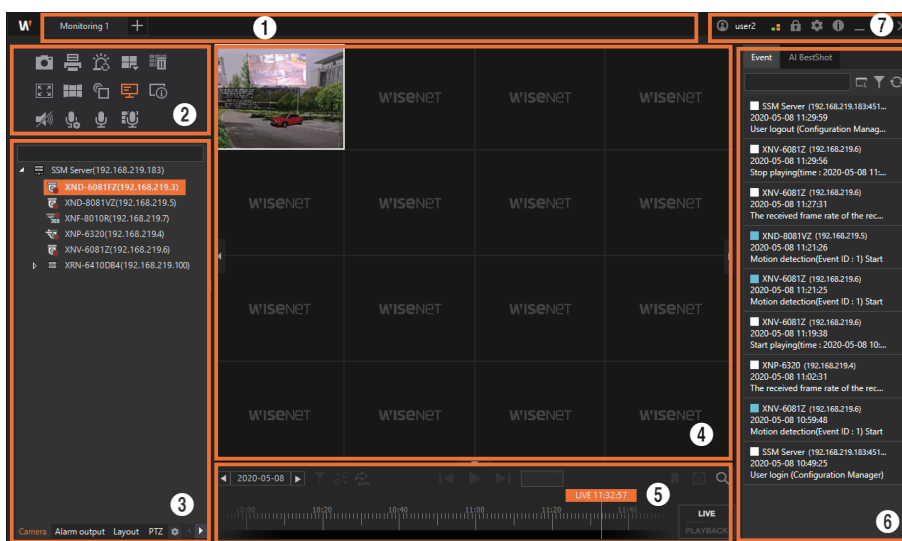 W
Monitoring 1
1
user2
7
2
SSM Server(192.168.219.183)
XND-6081FZ(192.168.219.3)
XND-8081VZ(192.168.219.5)
XNF-8010R(192.168.219.7)
XNP-6320(192.168.219.4)
XNV-6081Z(192.168.219.6)
XRN-6410DB4(192.168.219.100)
3
Camera Alarm output Layout PTZ
WISENET WISENET WISENET
WISENET WISENET WISENET WISENET
WISENET WISENET WISENET WISENET
WISENET WISENET WISENET WISENET
4
2020-05-08
AUTO
LIVE 11:32:57
5
10:00 10:20 10:40 11:00 11:20 11:40
LIVE
PLAYBACK
Event AI BestShot
SSM Server (192.168.219.183:451...
2020-05-08 11:29:59
User logout (Configuration Manag...
XNV-6081Z (192.168.219.6)
2020-05-08 11:29:56
Stop playing(time : 2020-05-08 11:...
XNV-6081Z (192.168.219.6)
2020-05-08 11:27:31
The received frame rate of the rec...
XND-8081VZ (192.168.219.5)
2020-05-08 11:21:26
Motion detection(Event ID : 1) Start
XNV-6081Z (192.168.219.6)
2020-05-08 11:21:25
Motion detection(Event ID : 1) Start
XNV-6081Z (192.168.219.6)
2020-05-08 11:19:38
Start playing(time : 2020-05-08 10:...
XNP-6320 (192.168.219.4)
2020-05-08 11:02:31
The received frame rate of the rec...
XNV-6081Z (192.168.219.6)
2020-05-08 10:59:48
Motion detection(Event ID : 1) Start
SSM Server (192.168.219.183:451...
2020-05-08 10:49:25
User login (Configuration Manager)
6